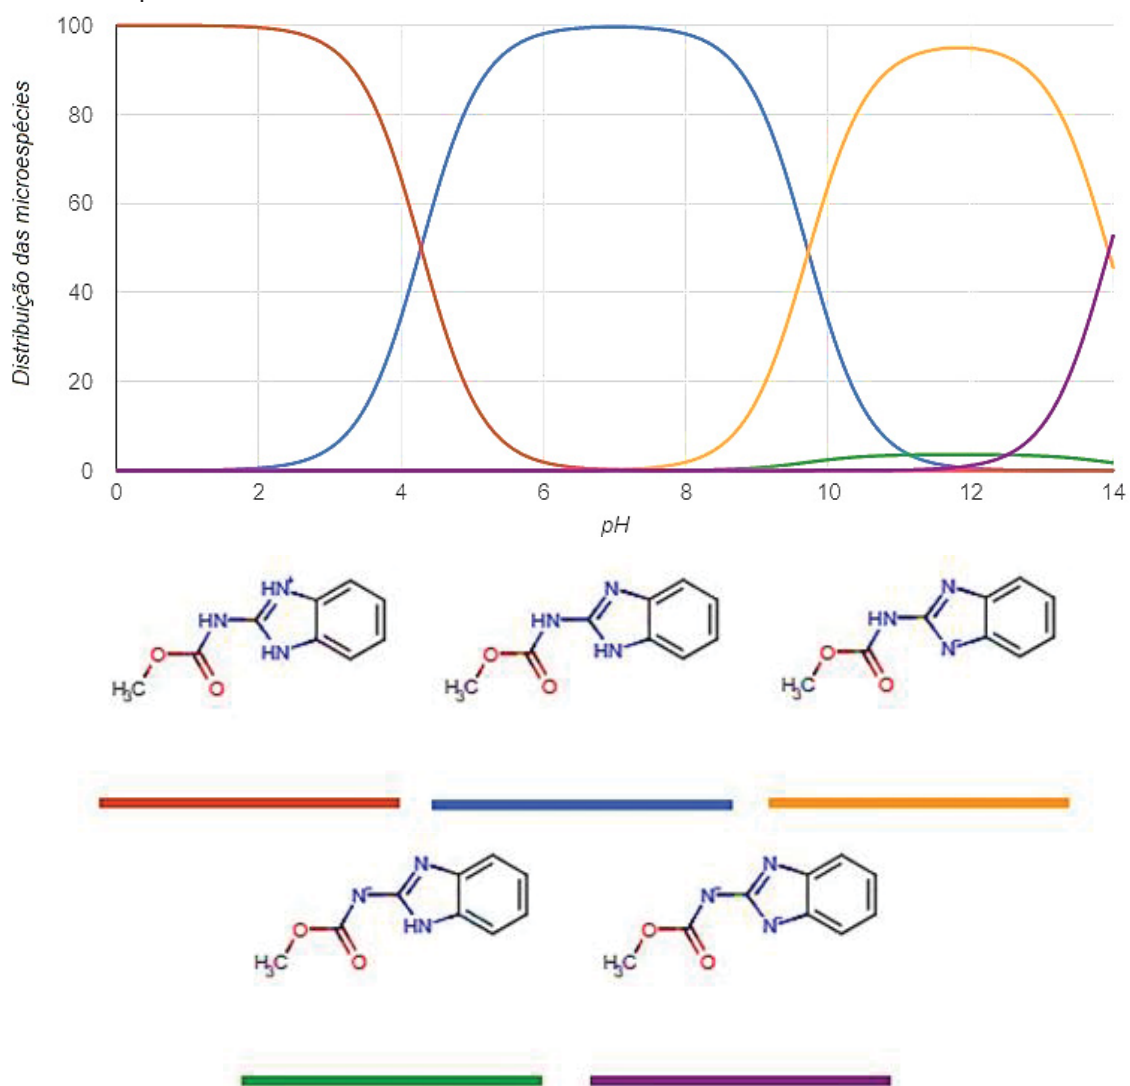 100
80
60
40
20
0
Distribuição das microespécies
0 2 4 6 8 10 12 14
pH
HN+ N N
HN HN HN
HN HN N-
O O O
H3C O H3C O H3C O
N N
N- N-
HN N-
O O
H3C O H3C O